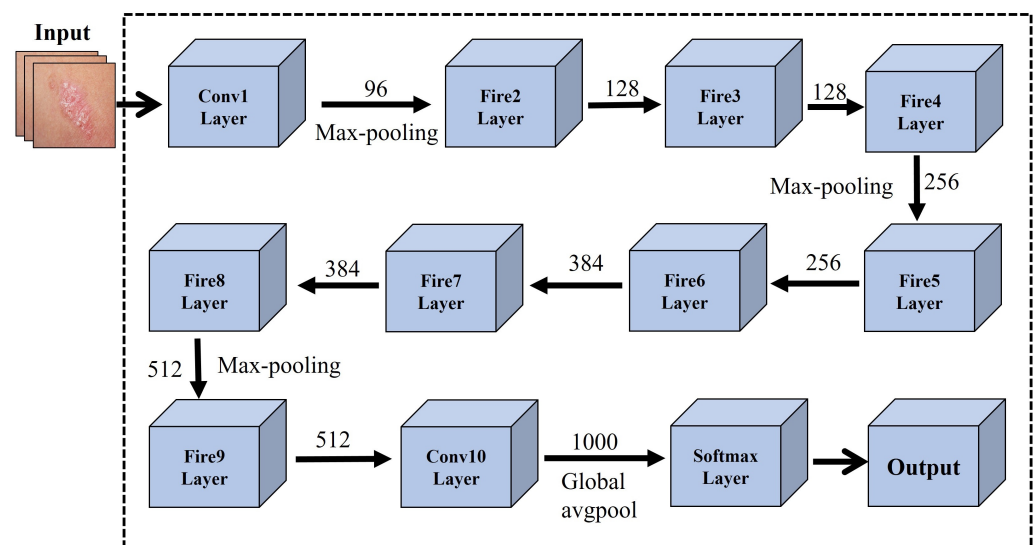 Input
Conv1
Layer
96
Max-pooling
Fire2
Layer
128
Fire3
Layer
128
Fire4
Layer
Max-pooling
256
Fire5
Layer
256
Fire6
Layer
384
Fire7
Layer
384
Fire8
Layer
512
Max-pooling
Fire9
Layer
512
Conv10
Layer
1000
Global
avgpool
Softmax
Layer
Output